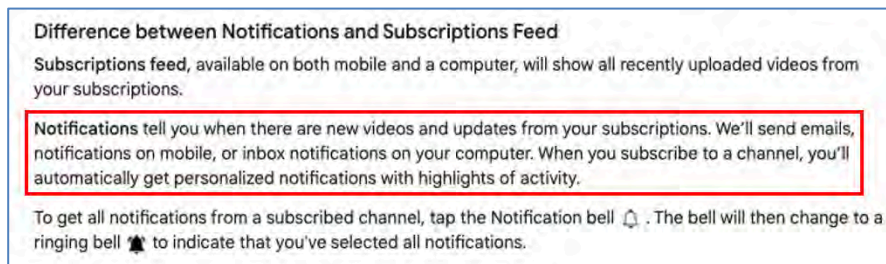 Difference between Notifications and Subscriptions Feed
Subscriptions feed, available on both mobile and a computer, will show all recently uploaded videos from
your subscriptions.
Notifications tell you when there are new videos and updates from your subscriptions. We'll send emails,
notifications on mobile, or inbox notifications on your computer. When you subscribe to a channel, you'll
automatically get personalized notifications with highlights of activity.
To get all notifications from a subscribed channel, tap the Notification bell . The bell will then change to a
ringing bell to indicate that you've selected all notifications.